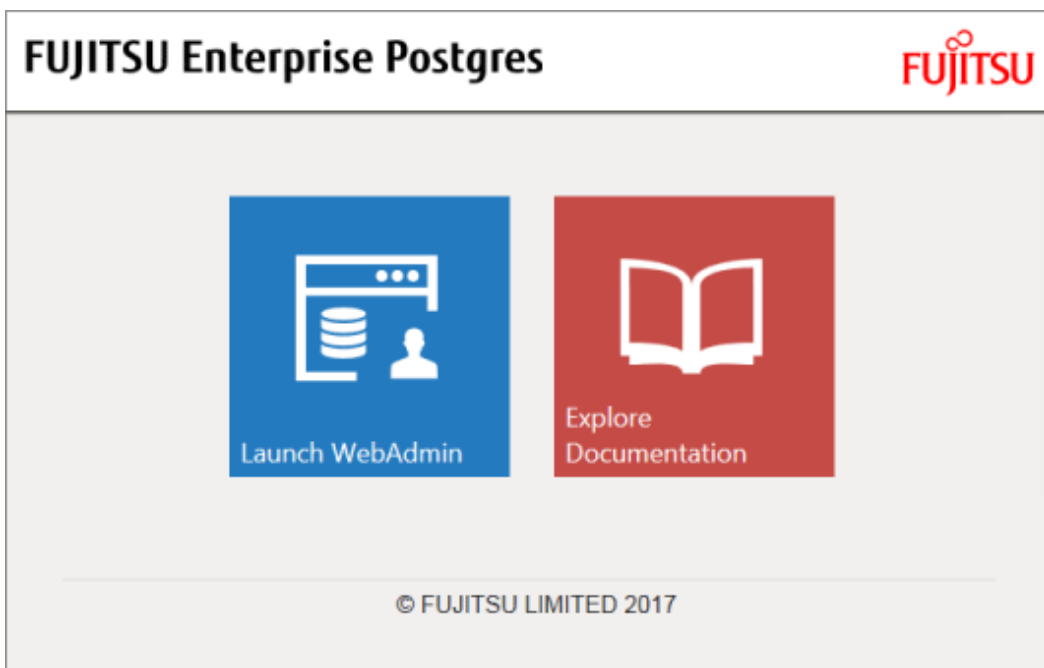 FUJITSU Enterprise Postgres
FUJITSU
Launch WebAdmin
Explore
Documentation
© FUJITSU LIMITED 2017